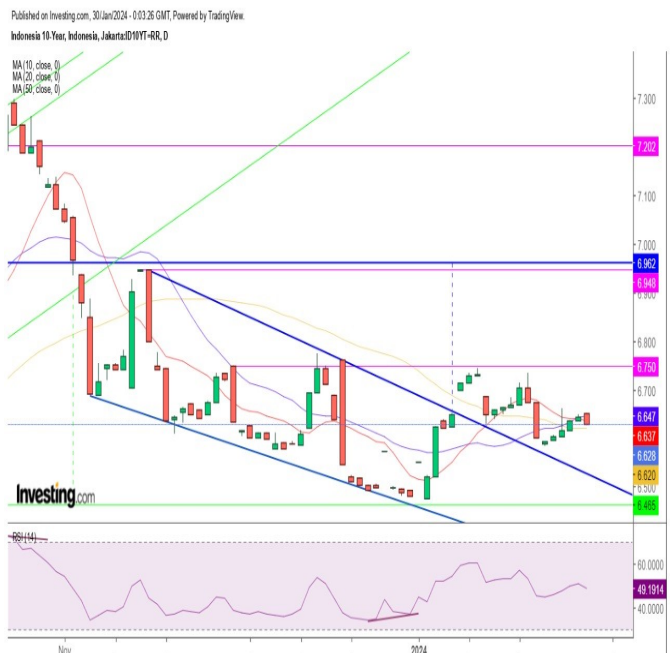 Published on Investing.com, 30/Jan/2024 - 0:03:26 GMT, Powered by TradingView.
Indonesia 10-Year, Indonesia, Jakarta:ID10YT=RR, D
MA (10, close, 0)
MA (20, close, 0)
MA (50, close, 0)
7.300
7.202
7.100
7.000
6.962
6.948
6.900
6.800
6.750
6.700
6.647
6.637
6.628
6.620
6.500
6.465
Investing.com
RSI (14)
60.0000
49.1914
40.0000
Nov
2024